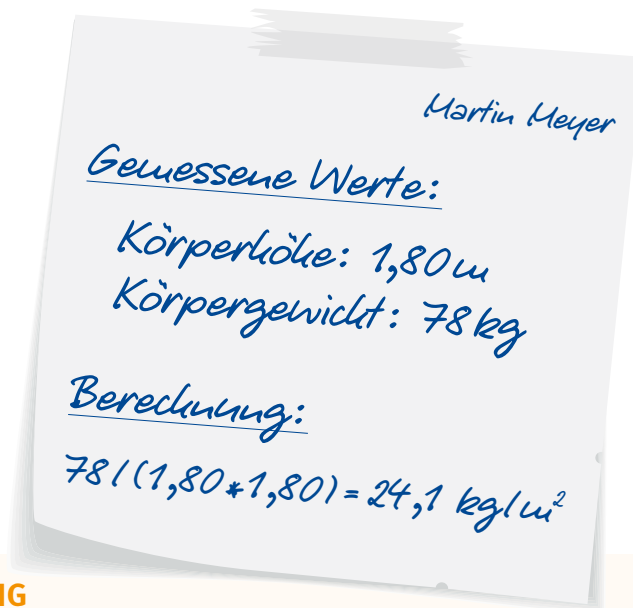 Martin Meyer
Gemessene Werte:
Körperhöhe: 1,80 m
Körpergewicht: 78 kg
Berechnung:
78/(1,80*1,80)=24,1 kg/m²